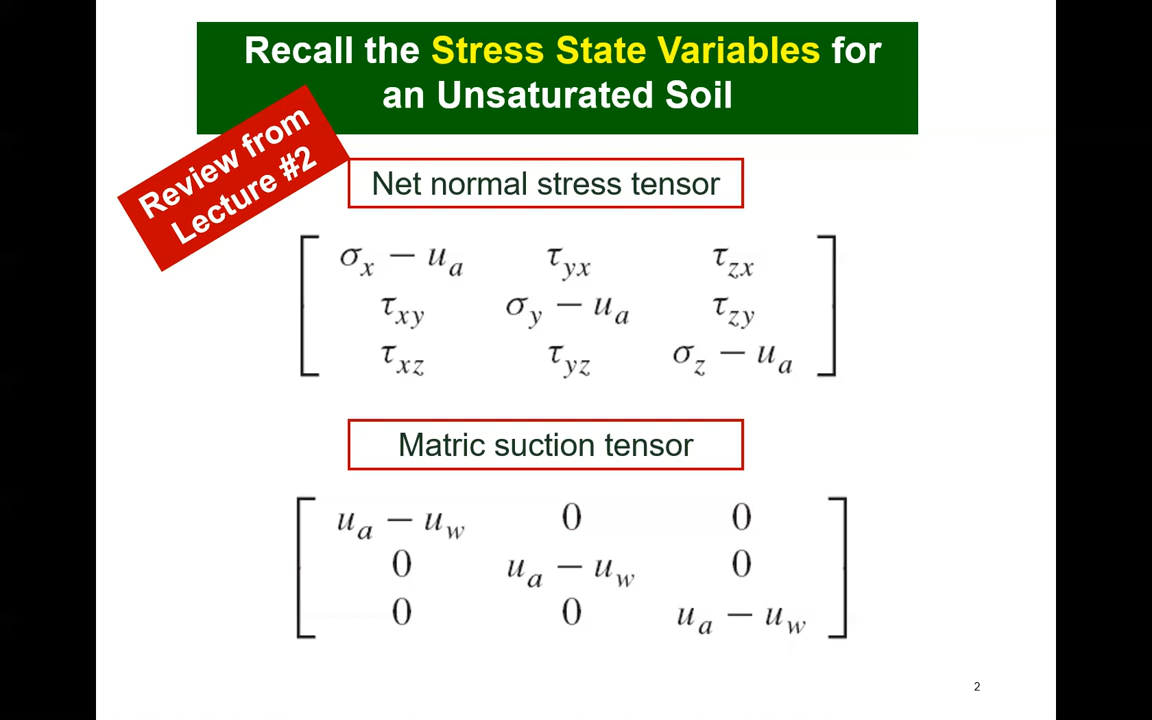 Recall the Stress State Variables for
an Unsaturated Soil
Review from
Lecture #2
Net normal stress tensor
σx − ua τyx τzx
τxy σy − ua τzy
τxz τyz σz − ua
Matric suction tensor
ua − uw 0 0
0 ua − uw 0
0 0 ua − uw
2